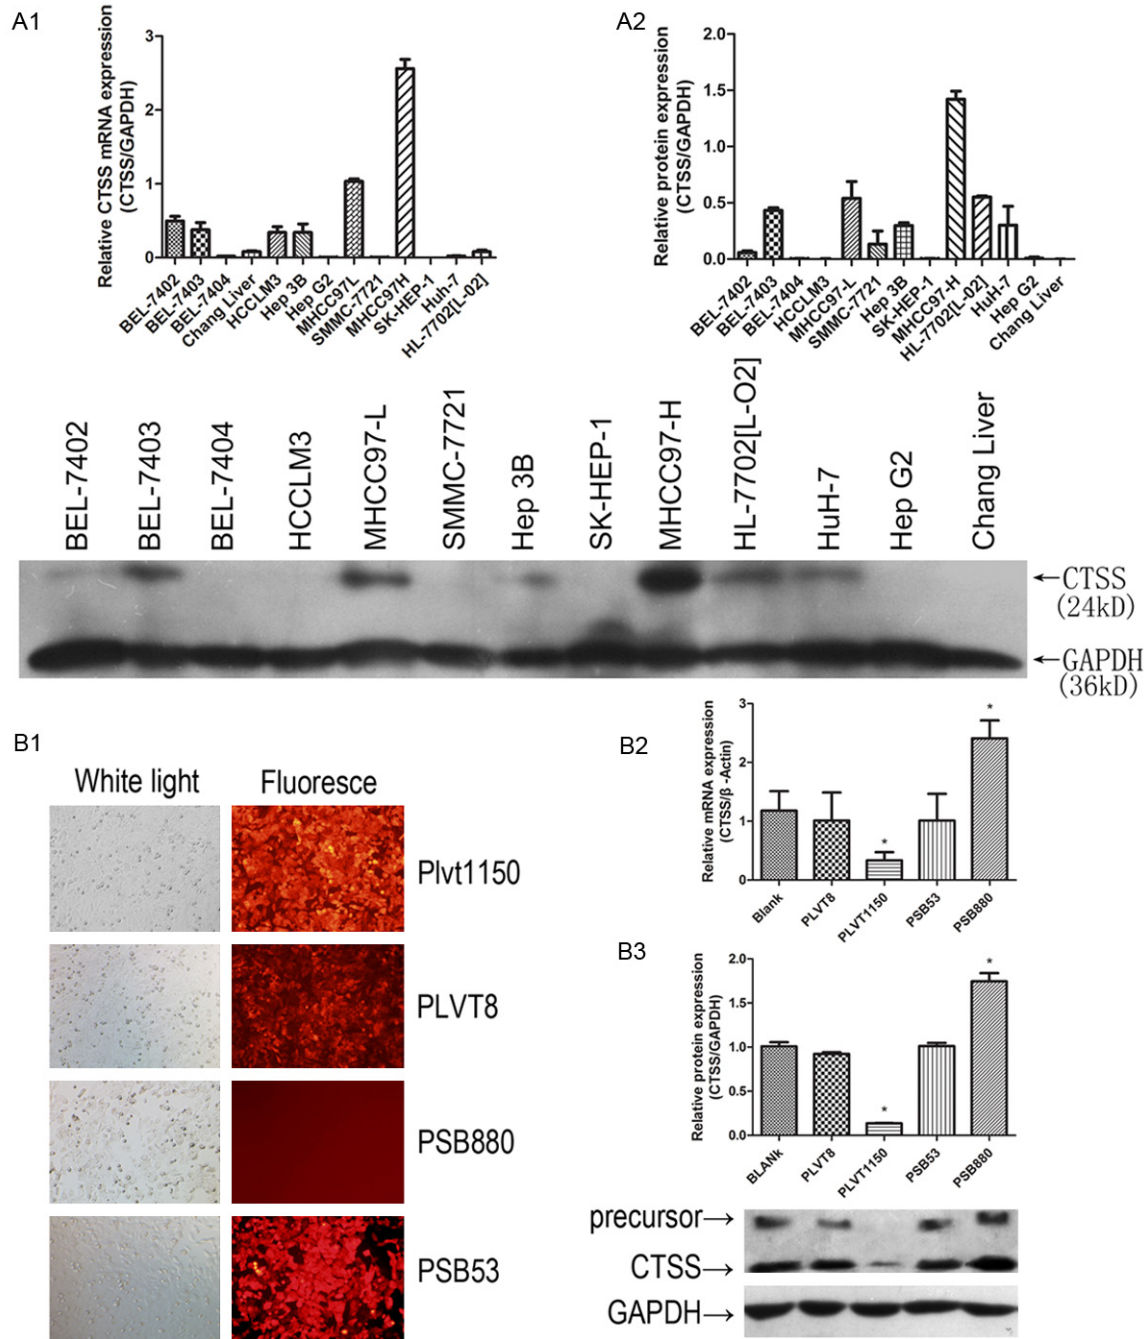 A1
Relative CTSS mRNA expression
(CTSS/GAPDH)
3
2
1
0
BEL-7402
BEL-7403
BEL-7404
Chang Liver
HCCLM3
Hep 3B
Hep G2
MHCC97L
SMMC-7721
MHCC97H
SK-HEP-1
Huh-7
HL-7702[L-02]
A2
Relative protein expression
(CTSS/GAPDH)
2.0
1.5
1.0
0.5
0.0
BEL-7402
BEL-7403
BEL-7404
HCCLM3
MHCC97-L
SMMC-7721
Hep 3B
SK-HEP-1
MHCC97-H
HL-7702[L-02]
HuH-7
Hep G2
Chang Liver
BEL-7402
BEL-7403
BEL-7404
HCCLM3
MHCC97-L
SMMC-7721
Hep 3B
SK-HEP-1
MHCC97-H
HL-7702[L-O2]
HuH-7
Hep G2
Chang Liver
←CTSS
(24kD)
←GAPDH
(36kD)
B1
White light Fluoresce
Plvt1150
PLVT8
PSB880
PSB53
B2
Relative mRNA expression
(CTSS/β -Actin)
3
2
1
0
*
*
Blank
PLVT8
PLVT1150
PSB53
PSB880
B3
Relative protein expression
(CTSS/GAPDH)
2.0
1.5
1.0
0.5
0.0
*
*
BLANk
PLVT8
PLVT1150
PSB53
PSB880
precursor→
CTSS→
GAPDH→